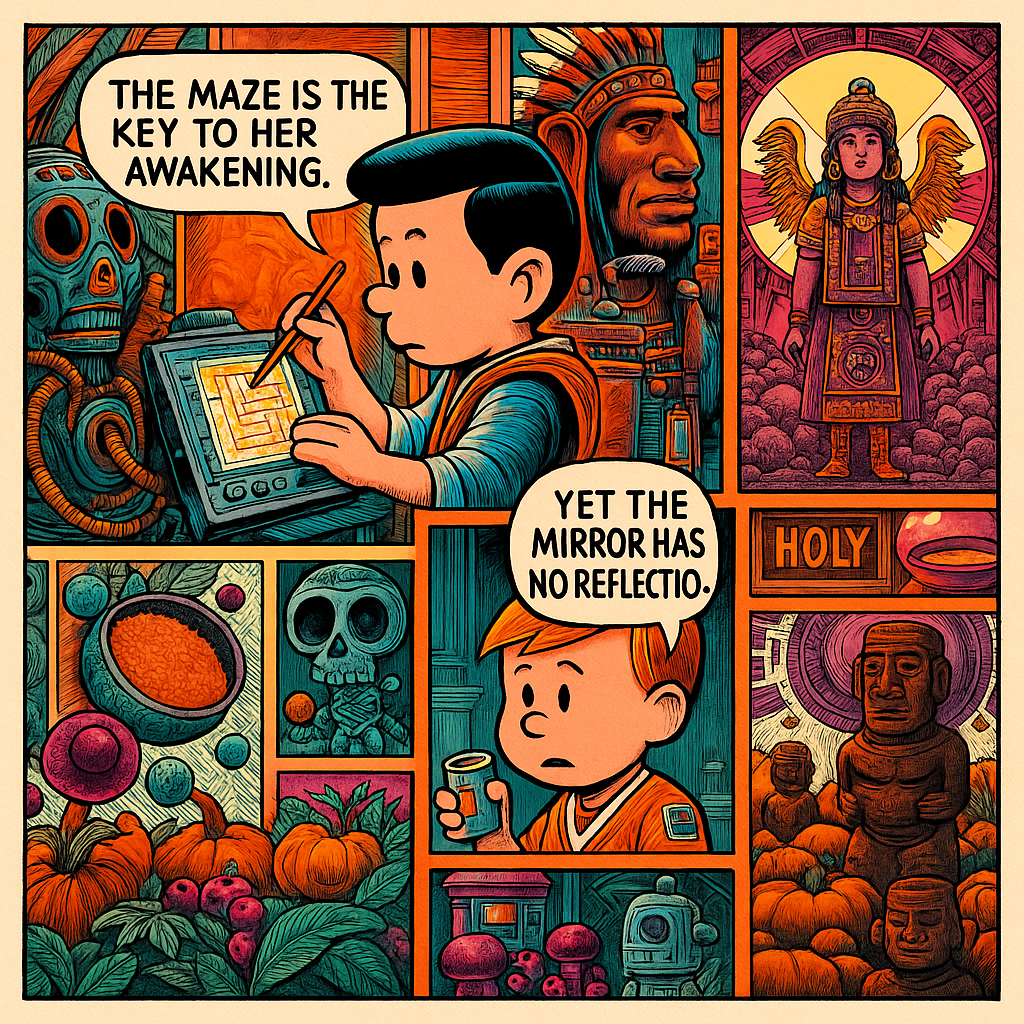 THE MAZE IS THE
KEY TO HER
AWAKENING.
YET THE
MIRROR HAS
NO REFLECTIO.
HOLY